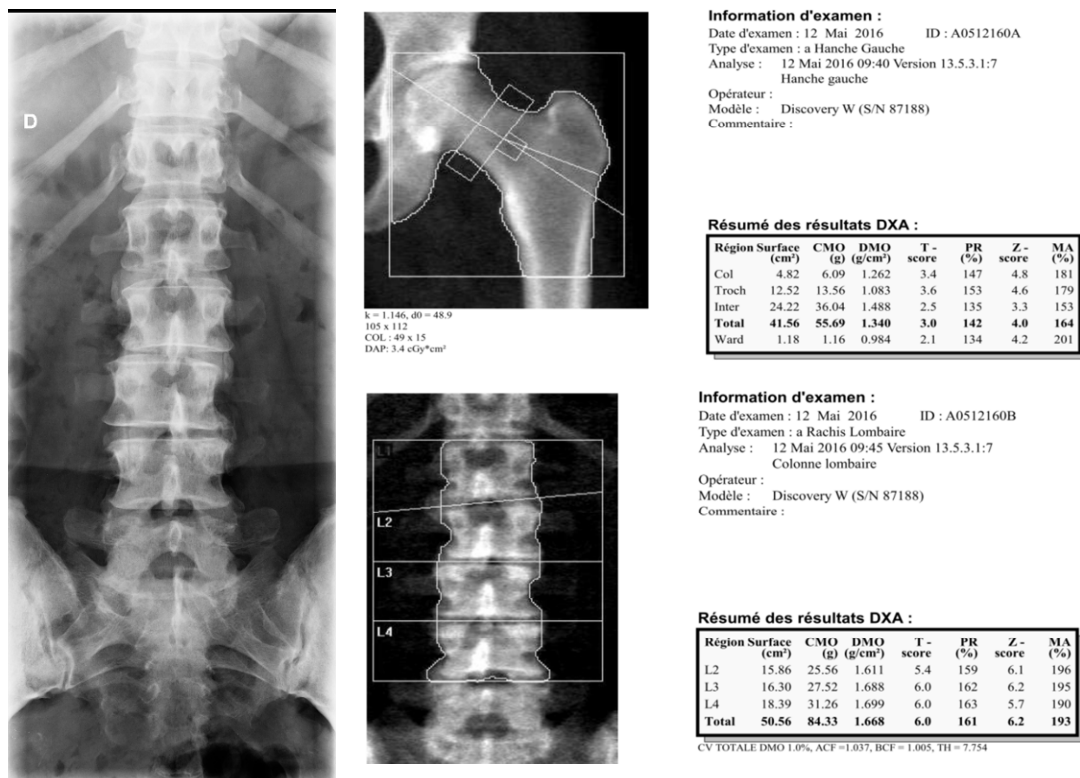 D
k = 1.146, d0 = 48.9
105 x 112
COL : 49 x 15
DAP: 3.4 cGy*cm²
Information d'examen :
Date d'examen : 12 Mai 2016 ID : A0512160A
Type d'examen : a Hanche Gauche
Analyse : 12 Mai 2016 09:40 Version 13.5.3.1:7
Hanche gauche
Opérateur :
Modèle : Discovery W (S/N 87188)
Commentaire :
Résumé des résultats DXA :
Région Surface CMO DMO T - PR Z - MA
(cm²) (g) (g/cm²) score (%) score (%)
Col 4.82 6.09 1.262 3.4 147 4.8 181
Troch 12.52 13.56 1.083 3.6 153 4.6 179
Inter 24.22 36.04 1.488 2.5 135 3.3 153
Total 41.56 55.69 1.340 3.0 142 4.0 164
Ward 1.18 1.16 0.984 2.1 134 4.2 201
L1
L2
L3
L4
Information d'examen :
Date d'examen : 12 Mai 2016 ID : A0512160B
Type d'examen : a Rachis Lombaire
Analyse : 12 Mai 2016 09:45 Version 13.5.3.1:7
Colonne lombaire
Opérateur :
Modèle : Discovery W (S/N 87188)
Commentaire :
Résumé des résultats DXA :
Région Surface CMO DMO T - PR Z - MA
(cm²) (g) (g/cm²) score (%) score (%)
L2 15.86 25.56 1.611 5.4 159 6.1 196
L3 16.30 27.52 1.688 6.0 162 6.2 195
L4 18.39 31.26 1.699 6.0 163 5.7 190
Total 50.56 84.33 1.668 6.0 161 6.2 193
CV TOTALE DMO 1.0%, ACF =1.037, BCF = 1.005, TH = 7.754